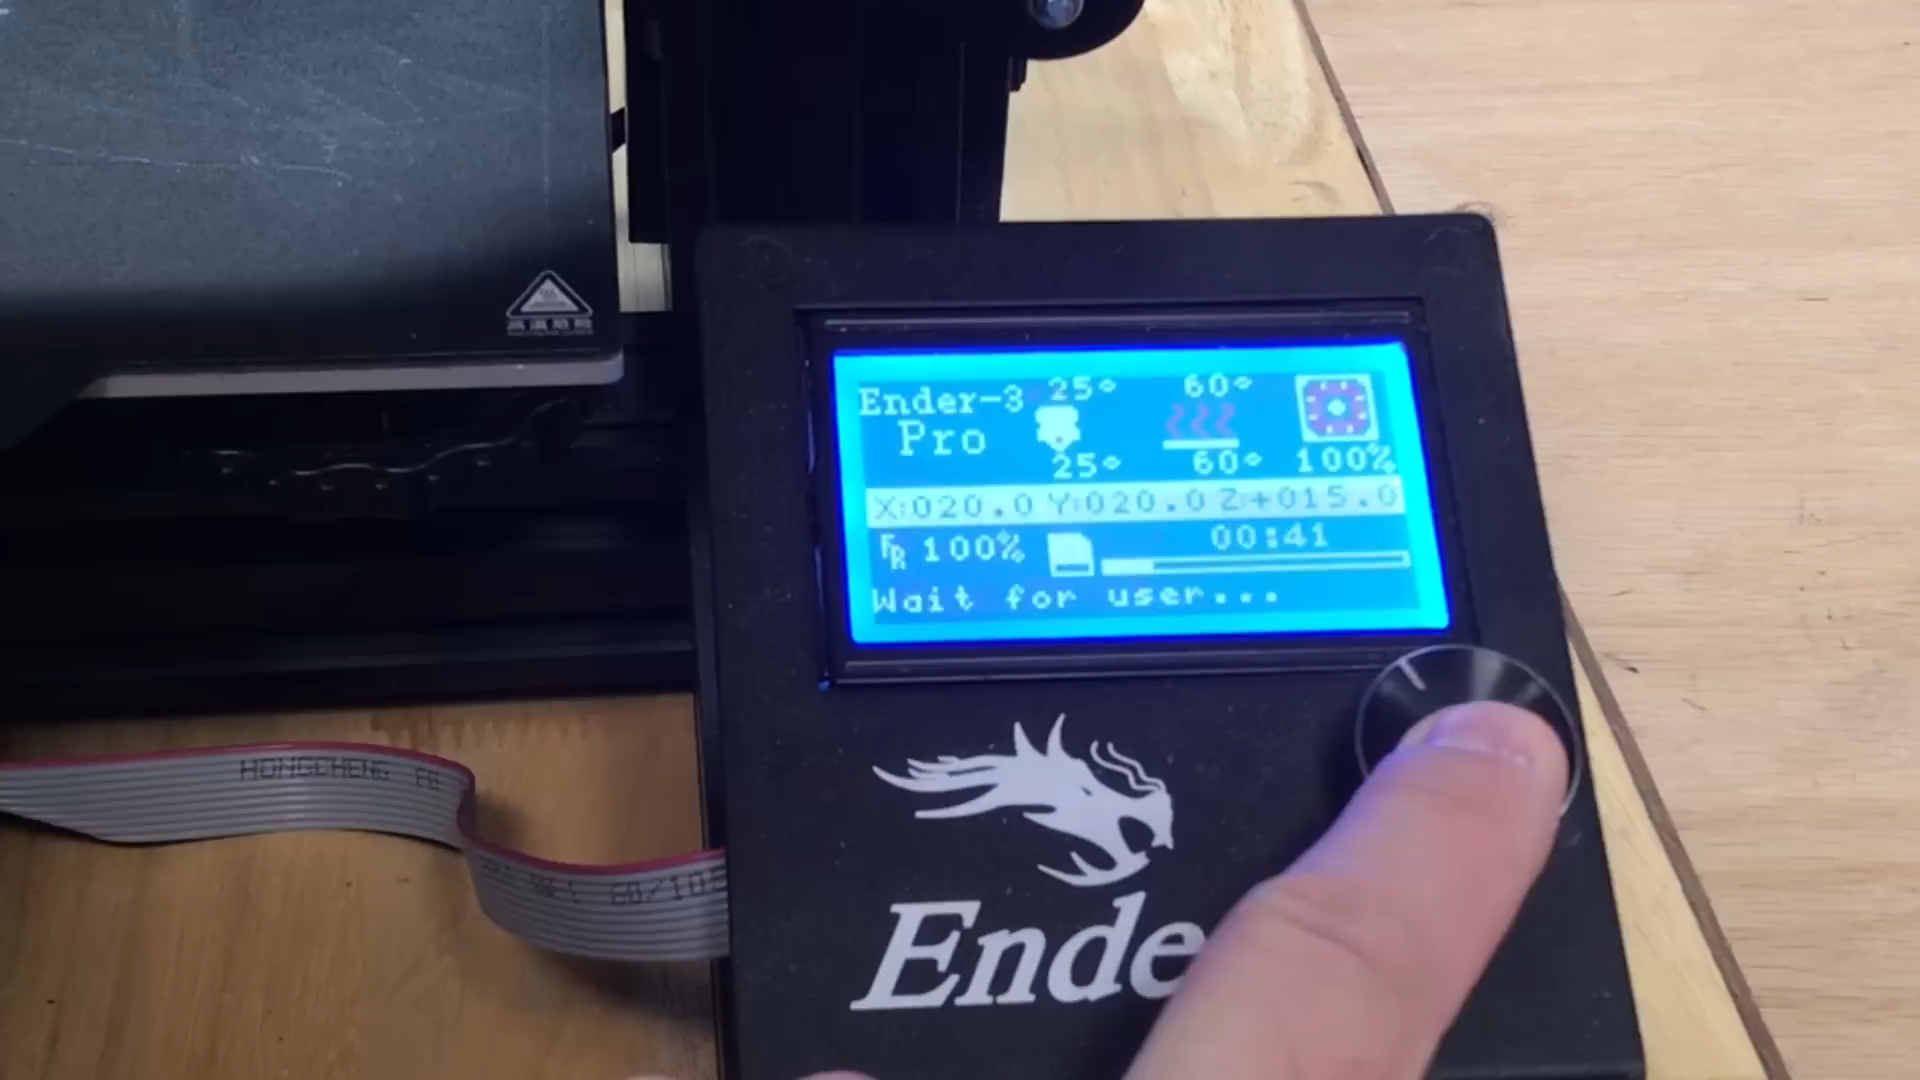 Ender-3 25° 60°
Pro
25° 60° 100%
X:020.0 Y:020.0 Z:+015.0
FR 100% 00:41
Wait for user...
HONGCHENG
Ende